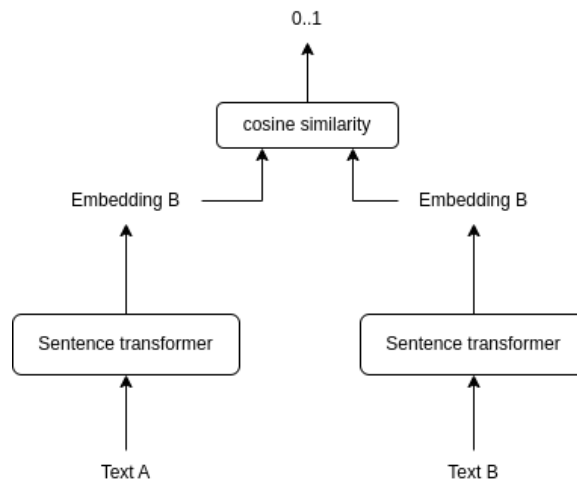 0..1
cosine similarity
Embedding B
Embedding B
Sentence transformer
Sentence transformer
Text A
Text B